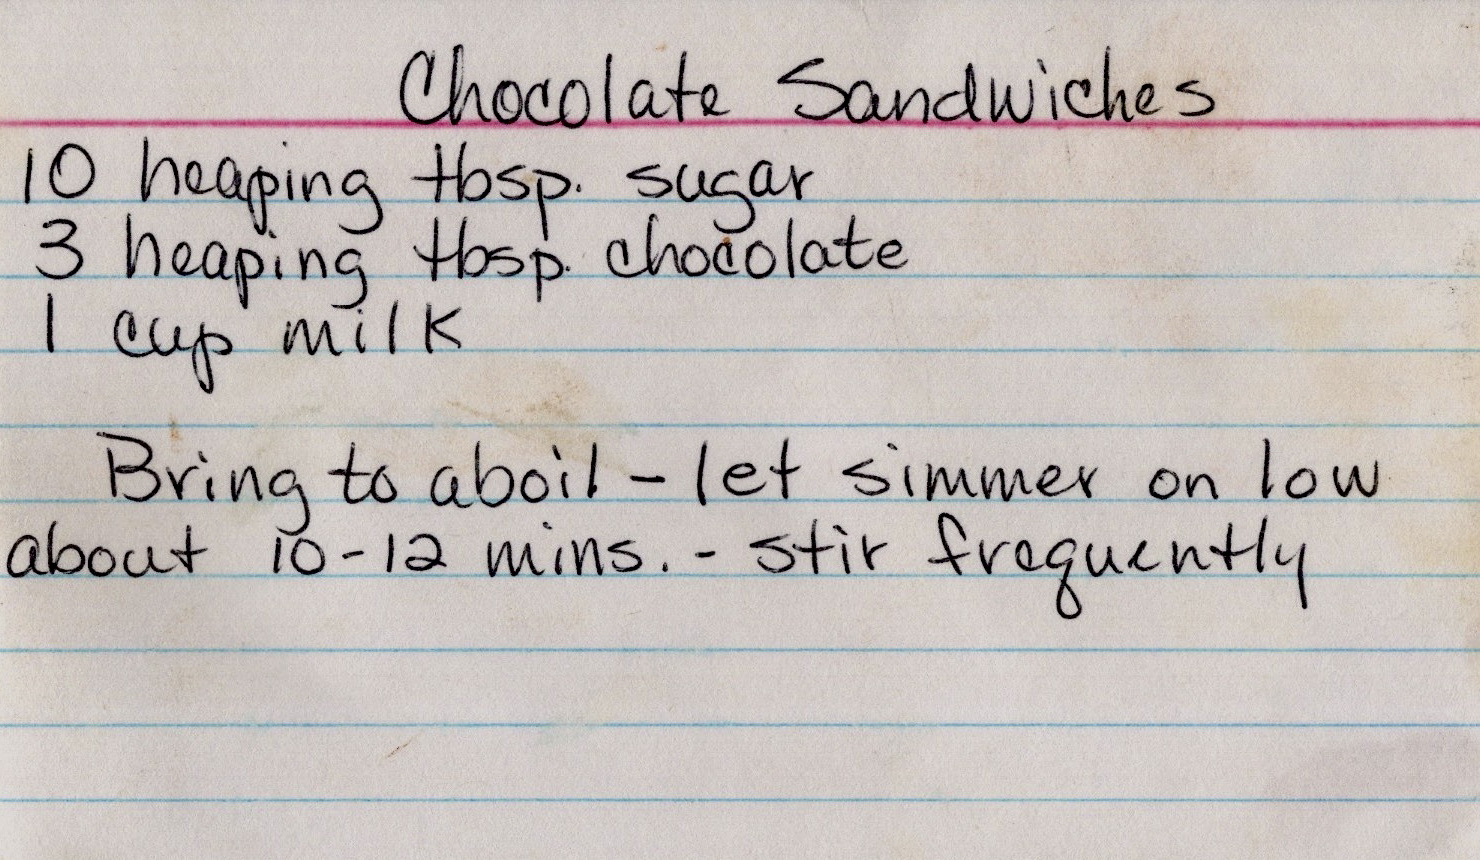 Chocolate Sandwiches
10 heaping tbsp. sugar
3 heaping tbsp. chocolate
1 cup milk
Bring to aboil - let simmer on low
about 10-12 mins. - stir frequently